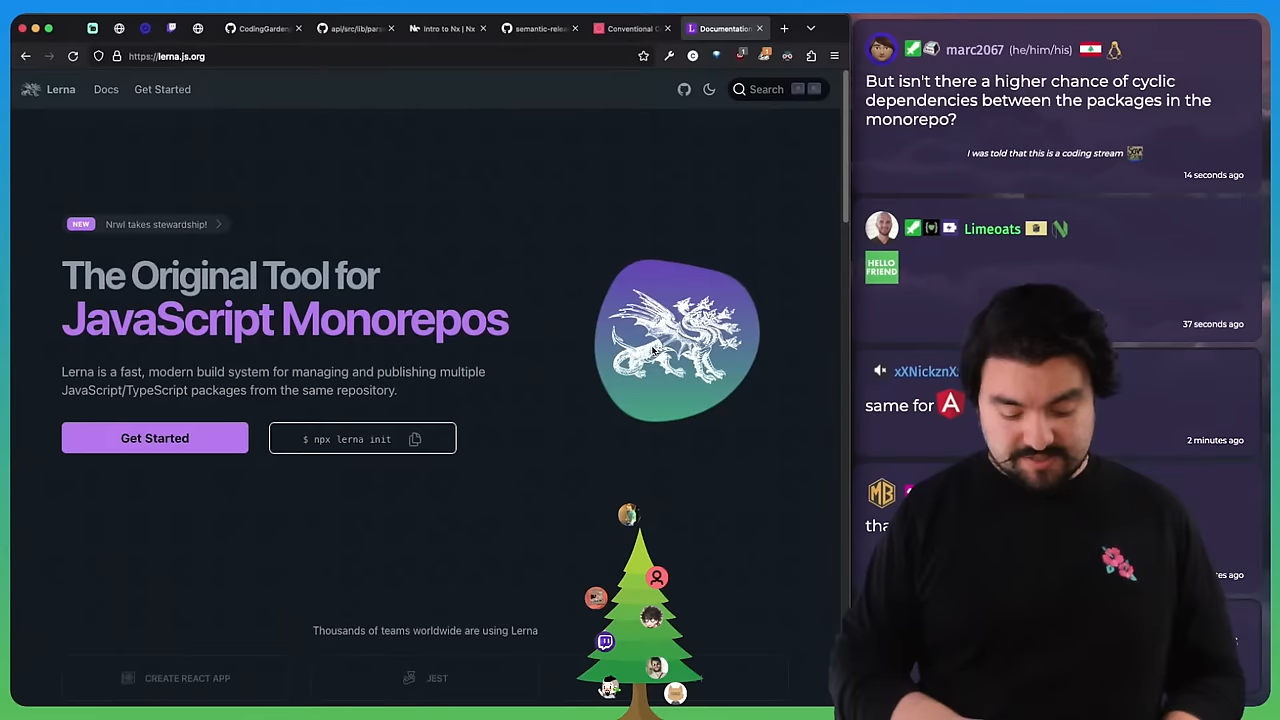 CodingGarden
api/src/lib/pars
Intro to Nx | Nx
semantic-relea
Conventional C
Documentation
https://lerna.js.org
Lerna
Docs
Get Started
Search
NEW
Nrwl takes stewardship!
The Original Tool for
JavaScript Monorepos
Lerna is a fast, modern build system for managing and publishing multiple
JavaScript/TypeScript packages from the same repository.
Get Started
$ npx lerna init
Thousands of teams worldwide are using Lerna
CREATE REACT APP
JEST
marc2067 (he/him/his)
But isn't there a higher chance of cyclic
dependencies between the packages in the
monorepo?
I was told that this is a coding stream
14 seconds ago
Limeoats
HELLO
FRIEND
37 seconds ago
xXNickznX
same for
2 minutes ago
MB
tha
es ago